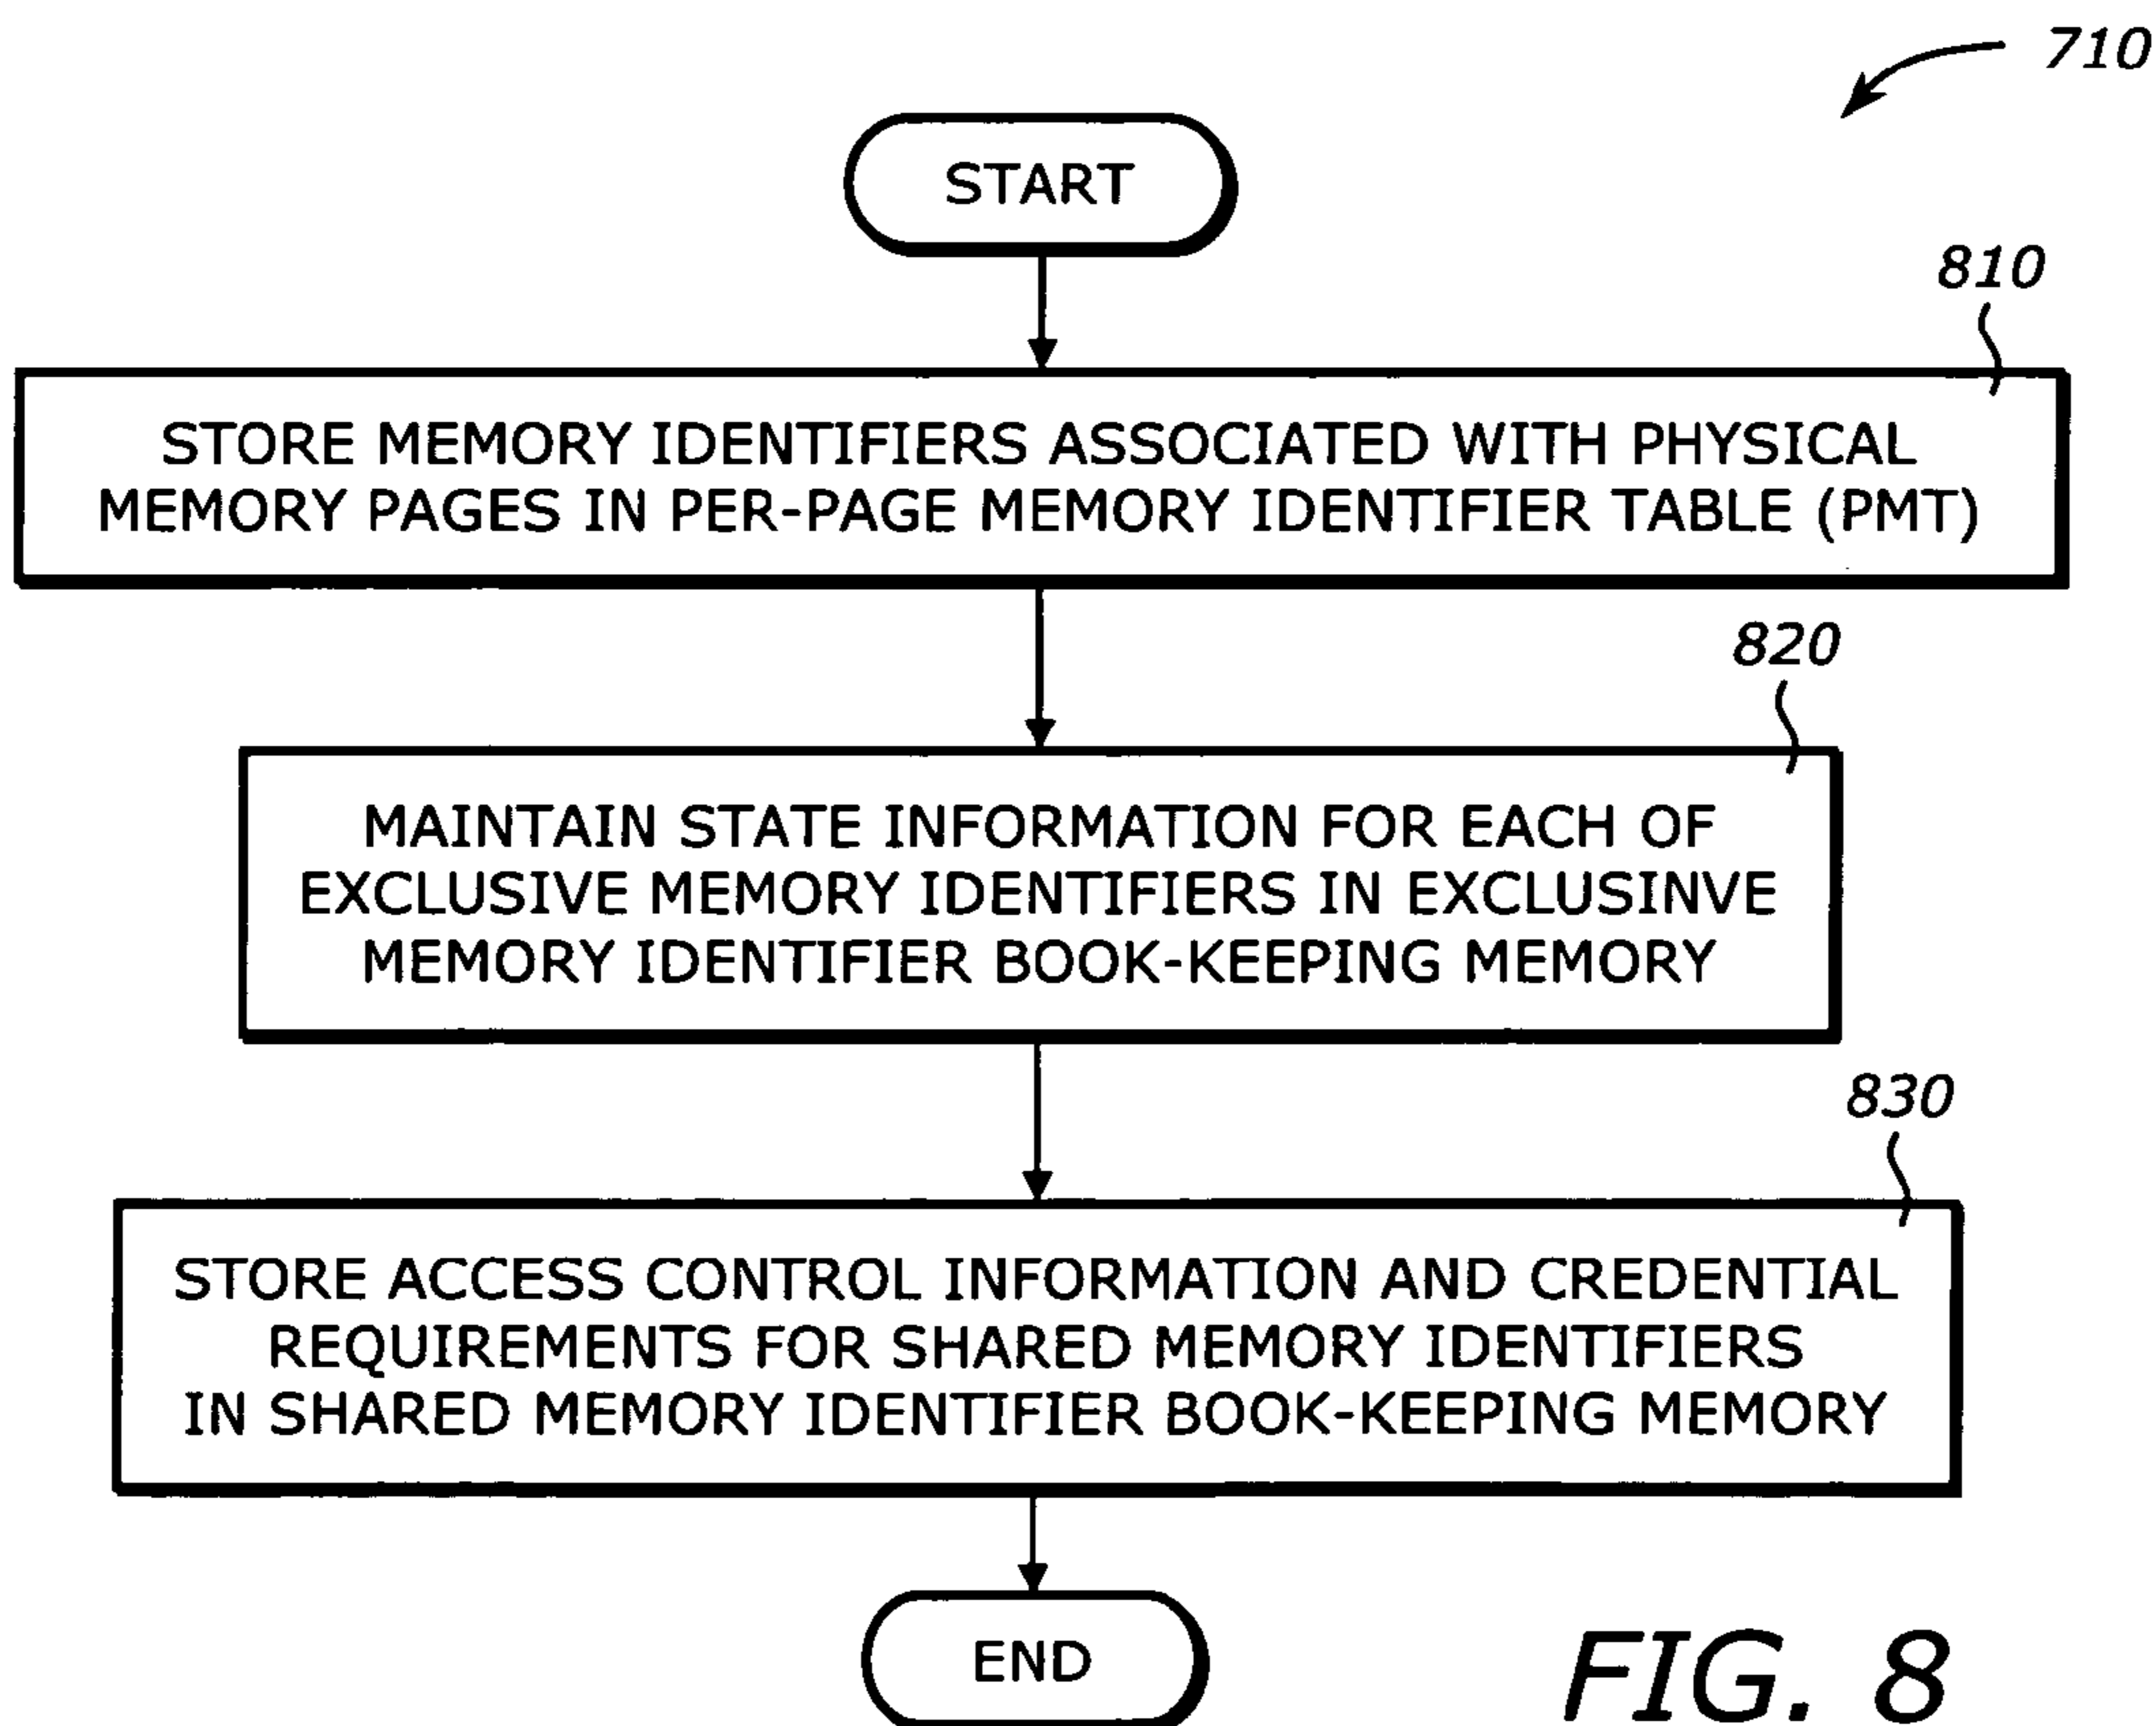 710
START
810
STORE MEMORY IDENTIFIERS ASSOCIATED WITH PHYSICAL
MEMORY PAGES IN PER-PAGE MEMORY IDENTIFIER TABLE (PMT)
820
MAINTAIN STATE INFORMATION FOR EACH OF
EXCLUSIVE MEMORY IDENTIFIERS IN EXCLUSINVE
MEMORY IDENTIFIER BOOK-KEEPING MEMORY
830
STORE ACCESS CONTROL INFORMATION AND CREDENTIAL
REQUIREMENTS FOR SHARED MEMORY IDENTIFIERS
IN SHARED MEMORY IDENTIFIER BOOK-KEEPING MEMORY
END
FIG. 8